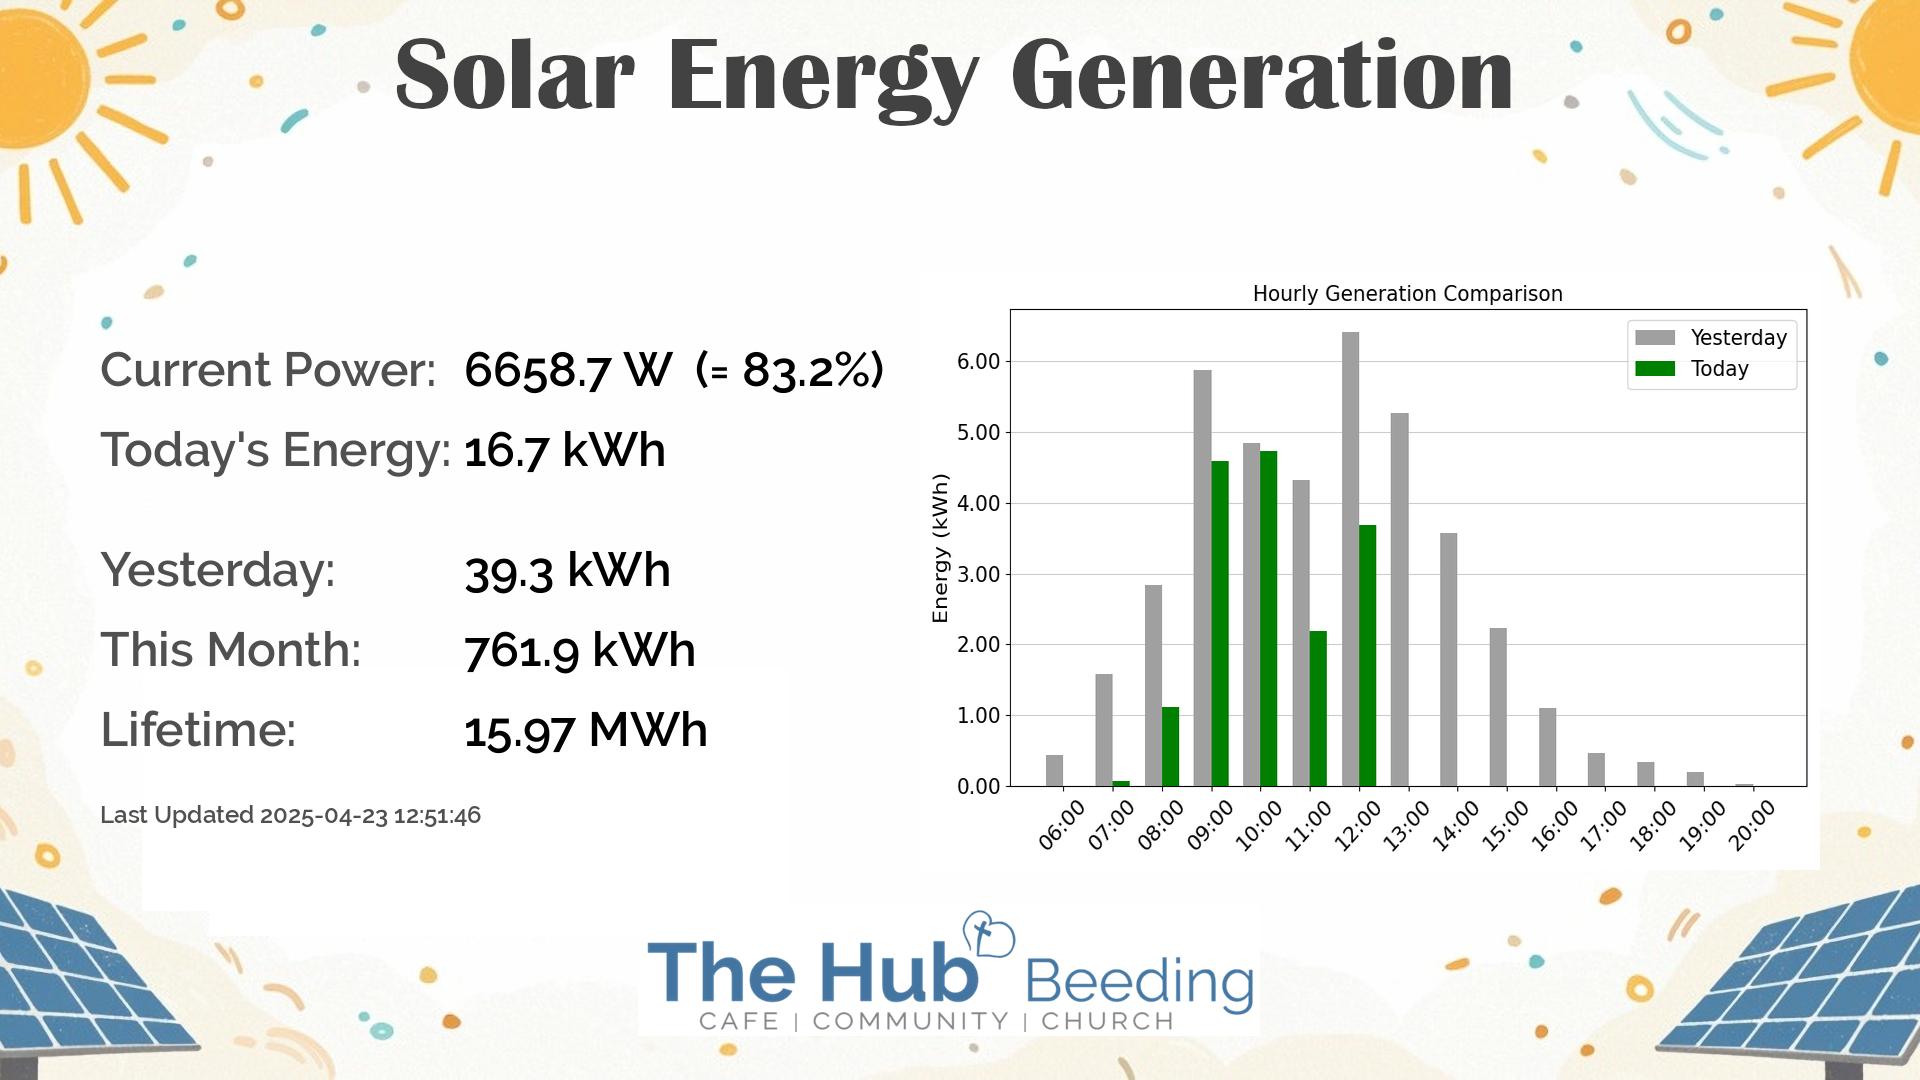 Solar Energy Generation
Current Power: 6658.7 W (= 83.2%)
Today's Energy: 16.7 kWh
Yesterday: 39.3 kWh
This Month: 761.9 kWh
Lifetime: 15.97 MWh
Last Updated 2025-04-23 12:51:46
Hourly Generation Comparison
Yesterday
Today
Energy (kWh)
6.00
5.00
4.00
3.00
2.00
1.00
0.00
06:00 07:00 08:00 09:00 10:00 11:00 12:00 13:00 14:00 15:00 16:00 17:00 18:00 19:00 20:00
The Hub Beeding
CAFE | COMMUNITY | CHURCH